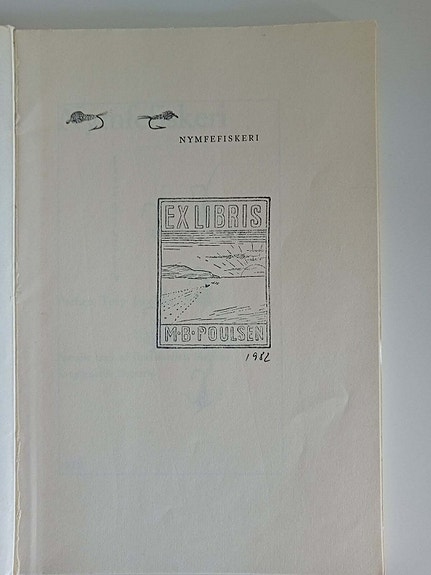 NYMFEFISKERI
EX LIBRIS
M·B·POULSEN
1982